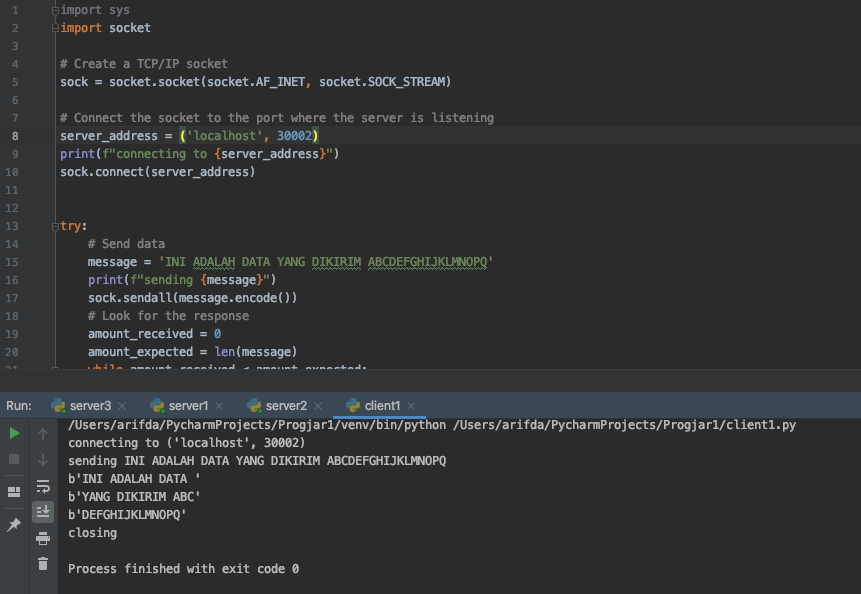 1 import sys
2 import socket
3
4 # Create a TCP/IP socket
5 sock = socket.socket(socket.AF_INET, socket.SOCK_STREAM)
6
7 # Connect the socket to the port where the server is listening
8 server_address = ('localhost', 30002)
9 print(f"connecting to {server_address}")
10 sock.connect(server_address)
11
12
13 try:
14 # Send data
15 message = 'INI ADALAH DATA YANG DIKIRIM ABCDEFGHIJKLMNOPQ'
16 print(f"sending {message}")
17 sock.sendall(message.encode())
18 # Look for the response
19 amount_received = 0
20 amount_expected = len(message)
21 while amount_received < amount_expected:
Run: server3 server1 server2 client1
/Users/arifda/PycharmProjects/Progjar1/venv/bin/python /Users/arifda/PycharmProjects/Progjar1/client1.py
connecting to ('localhost', 30002)
sending INI ADALAH DATA YANG DIKIRIM ABCDEFGHIJKLMNOPQ
b'INI ADALAH DATA '
b'YANG DIKIRIM ABC'
b'DEFGHIJKLMNOPQ'
closing
Process finished with exit code 0